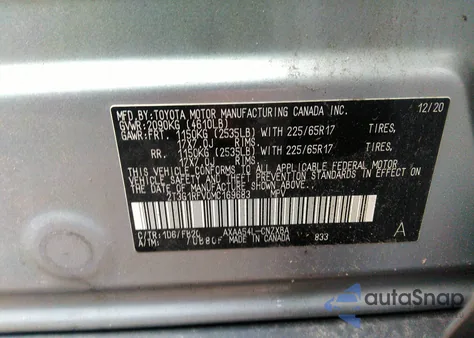 MFD.BY:TOYOTA MOTOR MANUFACTURING CANADA INC. 12/20
GVWR: 2090KG (4610LB)
GAWR: FRT. 1150KG (2535LB) WITH 225/65R17 TIRES,
17X7.0J RIMS
RR. 1150KG (2535LB) WITH 225/65R17 TIRES,
17X7.0J RIMS
THIS VEHICLE CONFORMS TO ALL APPLICABLE FEDERAL MOTOR
VEHICLE SAFETY, BUMPER, AND THEFT PREVENTION STANDARDS IN EFFECT
ON THE DATE OF MANUFACTURE SHOWN ABOVE.
MPV
C/TR: AXAA54L-CNZXBA A
A/TM: MADE IN CANADA 833
autaSnap